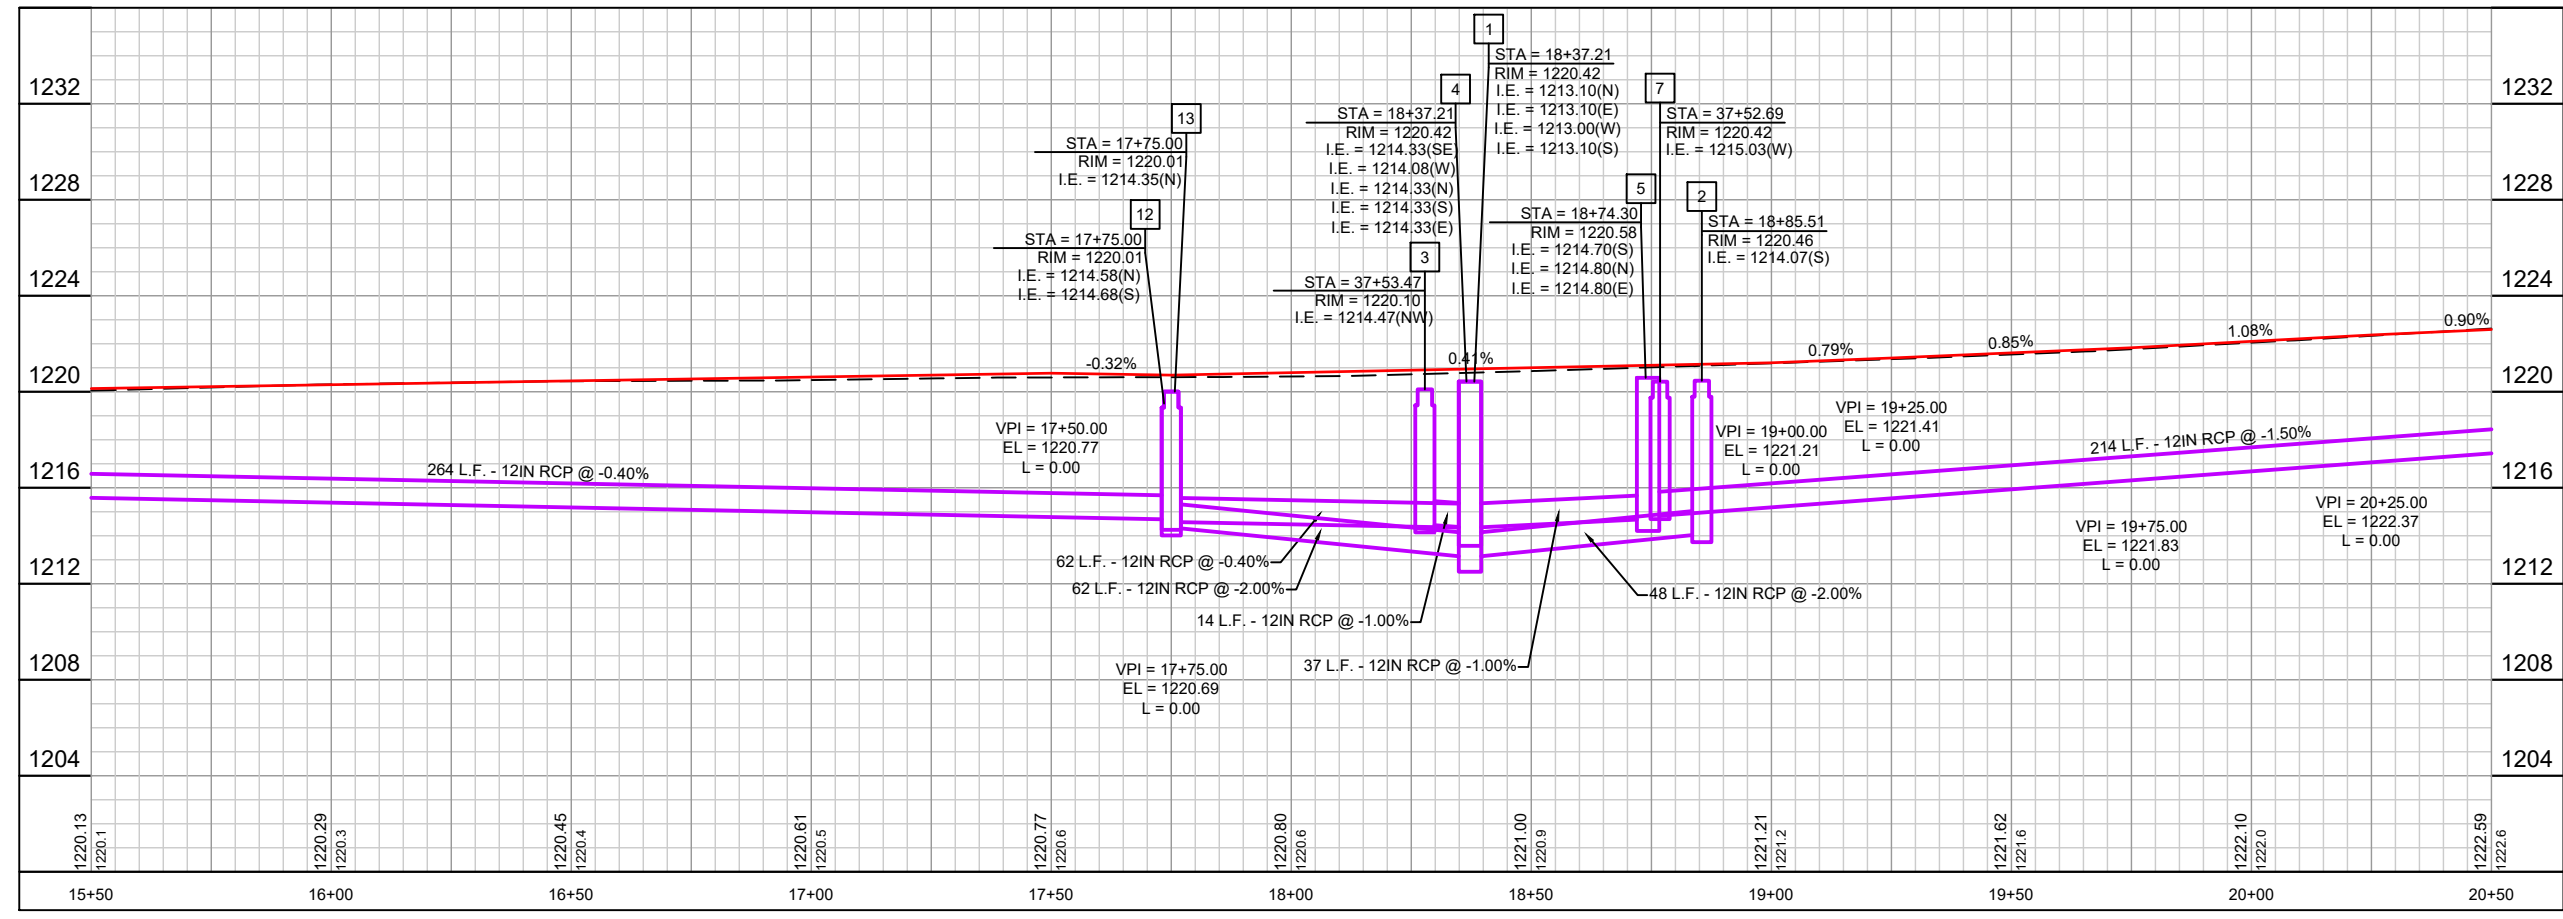 1
STA = 18+37.21
RIM = 1220.42
I.E. = 1213.10(N)
I.E. = 1213.10(E)
I.E. = 1213.00(W)
I.E. = 1213.10(S)
4
STA = 18+37.21
RIM = 1220.42
I.E. = 1214.33(SE)
I.E. = 1214.08(W)
I.E. = 1214.33(N)
I.E. = 1214.33(S)
I.E. = 1214.33(E)
7
STA = 37+52.69
RIM = 1220.42
I.E. = 1215.03(W)
13
STA = 17+75.00
RIM = 1220.01
I.E. = 1214.35(N)
12
STA = 17+75.00
RIM = 1220.01
I.E. = 1214.58(N)
I.E. = 1214.68(S)
5
STA = 18+74.30
RIM = 1220.58
I.E. = 1214.70(S)
I.E. = 1214.80(N)
I.E. = 1214.80(E)
2
STA = 18+85.51
RIM = 1220.46
I.E. = 1214.07(S)
3
STA = 37+53.47
RIM = 1220.10
I.E. = 1214.47(NW)
1232
1228
1224
1220
1216
1212
1208
1204
1232
1228
1224
1220
1216
1212
1208
1204
-0.32%
0.41%
0.79%
0.85%
1.08%
0.90%
VPI = 17+50.00
EL = 1220.77
L = 0.00
VPI = 19+00.00
EL = 1221.21
L = 0.00
VPI = 19+25.00
EL = 1221.41
L = 0.00
264 L.F. - 12IN RCP @ -0.40%
214 L.F. - 12IN RCP @ -1.50%
VPI = 19+75.00
EL = 1221.83
L = 0.00
VPI = 20+25.00
EL = 1222.37
L = 0.00
62 L.F. - 12IN RCP @ -0.40%
62 L.F. - 12IN RCP @ -2.00%
14 L.F. - 12IN RCP @ -1.00%
37 L.F. - 12IN RCP @ -1.00%
48 L.F. - 12IN RCP @ -2.00%
VPI = 17+75.00
EL = 1220.69
L = 0.00
1220.13
1220.1
1220.29
1220.3
1220.45
1220.4
1220.61
1220.5
1220.77
1220.6
1220.80
1220.6
1221.00
1220.9
1221.21
1221.2
1221.62
1221.6
1222.10
1222.0
1222.59
1222.6
15+50
16+00
16+50
17+00
17+50
18+00
18+50
19+00
19+50
20+00
20+50